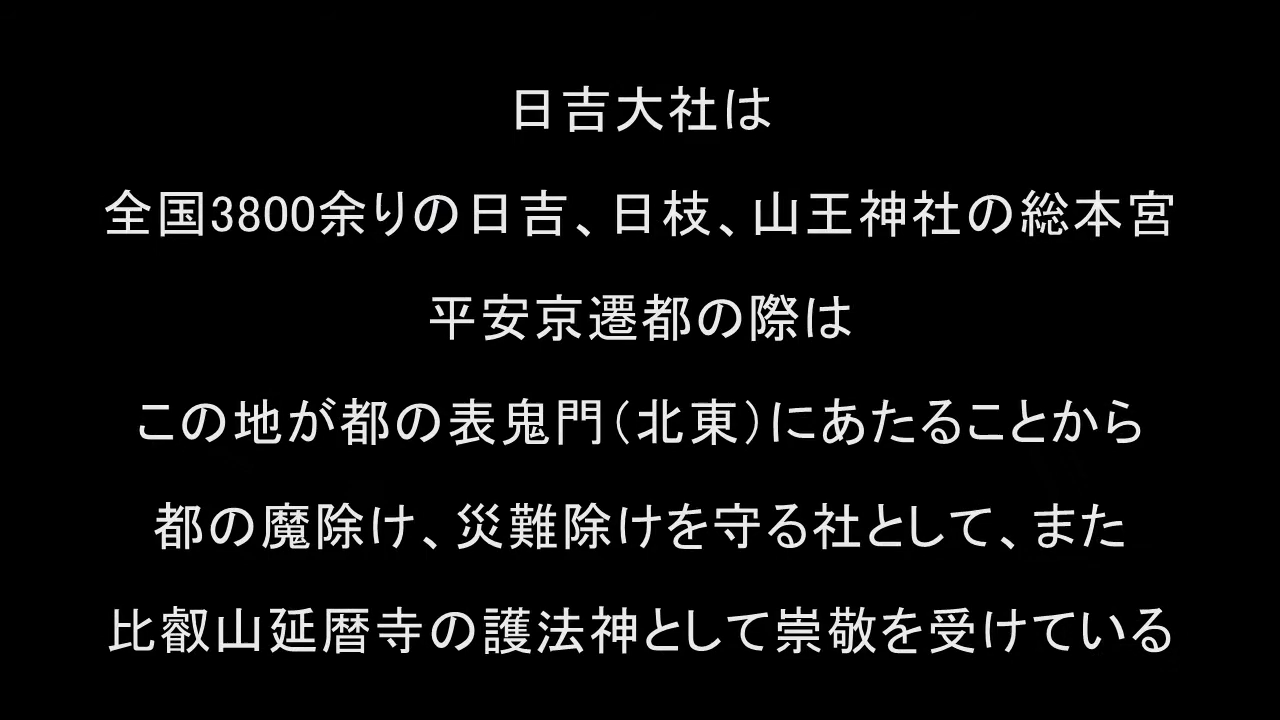 日吉大社は
全国3800余りの日吉、日枝、山王神社の総本宮
平安京遷都の際は
この地が都の表鬼門（北東）にあたることから
都の魔除け、災難除けを守る社として、また
比叡山延暦寺の護法神として崇敬を受けている